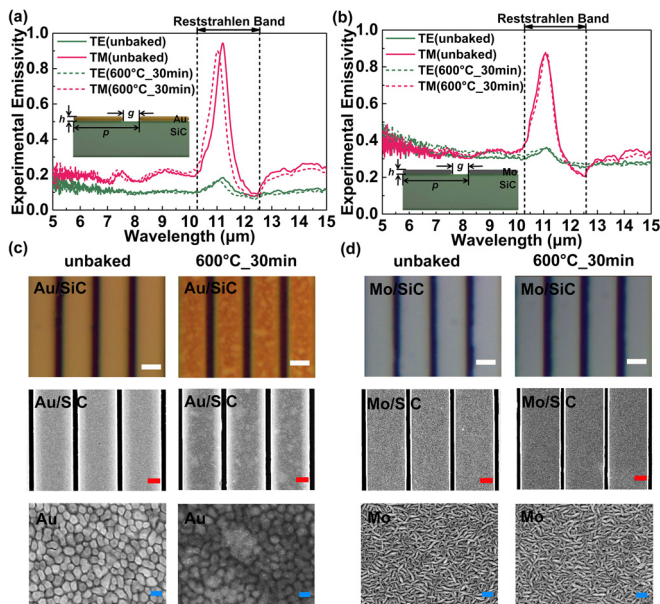 (a)
Reststrahlen Band
Experimental Emissivity
1.0
0.8
0.6
0.4
0.2
0.0
TE(unbaked)
TM(unbaked)
TE(600°C_30min)
TM(600°C_30min)
h
g
Au
SiC
p
5 6 7 8 9 10 11 12 13 14 15
Wavelength (μm)
(b)
Reststrahlen Band
Experimental Emissivity
1.0
0.8
0.6
0.4
0.2
0.0
TE(unbaked)
TM(unbaked)
TE(600°C_30min)
TM(600°C_30min)
h
g
Mo
SiC
p
5 6 7 8 9 10 11 12 13 14 15
Wavelength (μm)
(c)
unbaked
600°C_30min
Au/SiC
Au/SiC
Au/SiC
Au/SiC
Au
Au
(d)
unbaked
600°C_30min
Mo/SiC
Mo/SiC
Mo/SiC
Mo/SiC
Mo
Mo